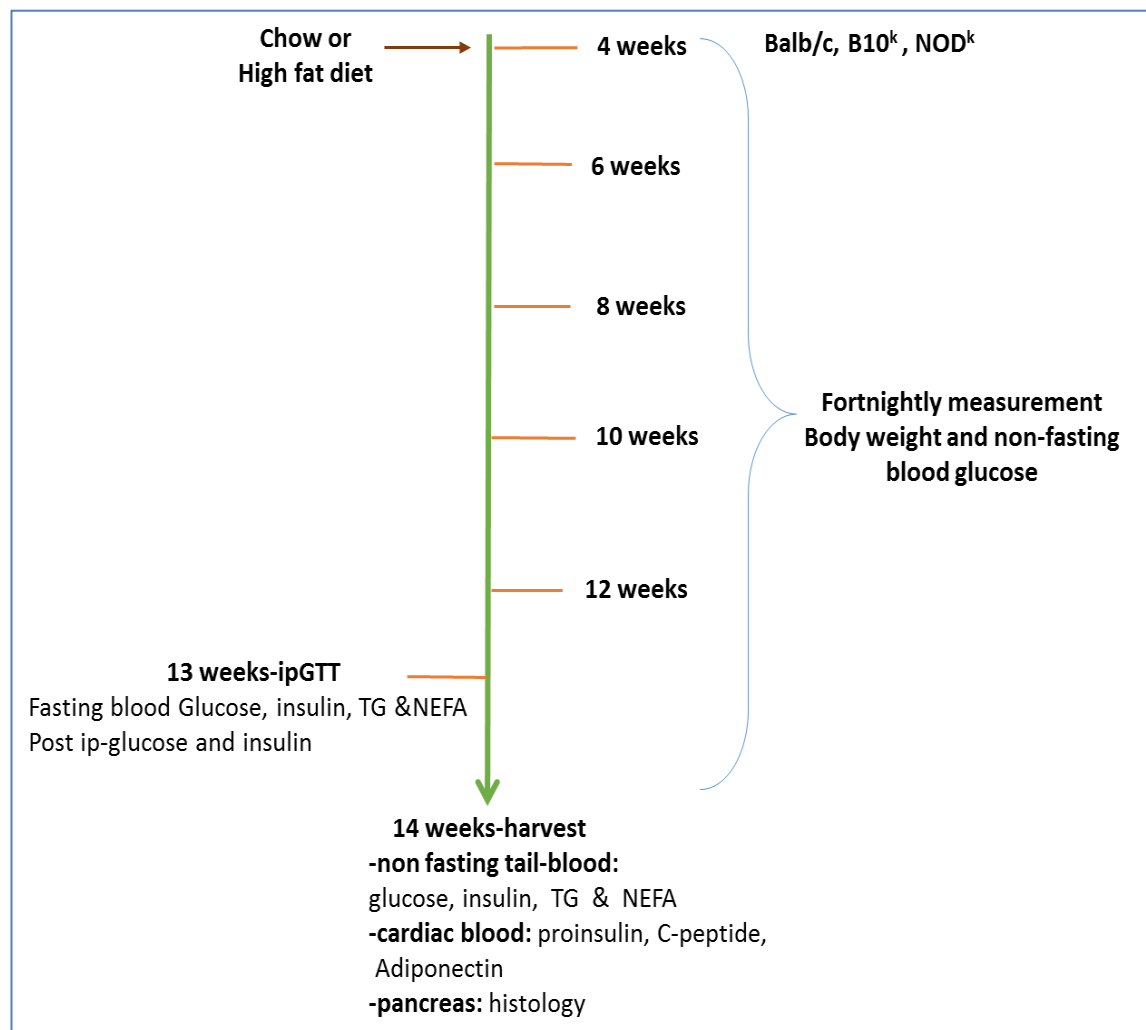 Chow or
High fat diet
4 weeks
Balb/c, B10ᵏ , NODᵏ
6 weeks
8 weeks
Fortnightly measurement
Body weight and non-fasting
blood glucose
10 weeks
12 weeks
13 weeks-ipGTT
Fasting blood Glucose, insulin, TG &NEFA
Post ip-glucose and insulin
14 weeks-harvest
-non fasting tail-blood:
glucose, insulin, TG & NEFA
-cardiac blood: proinsulin, C-peptide,
Adiponectin
-pancreas: histology